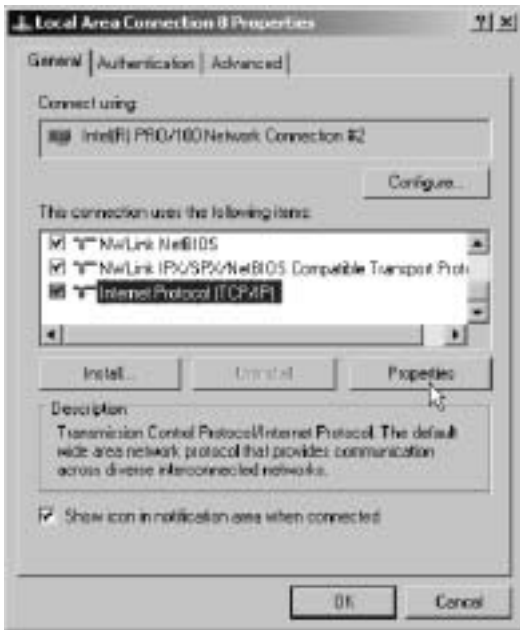 Local Area Connection 8 Properties
General Authentication Advanced
Connect using:
Intel(R) PRO/100 Network Connection #2
Configure...
This connection uses the following items:
NWLink NetBIOS
NWLink IPX/SPX/NetBIOS Compatible Transport Proto
Internet Protocol (TCP/IP)
Install... Uninstall Properties
Description
Transmission Control Protocol/Internet Protocol. The default
wide area network protocol that provides communication
across diverse interconnected networks.
Show icon in notification area when connected
OK Cancel